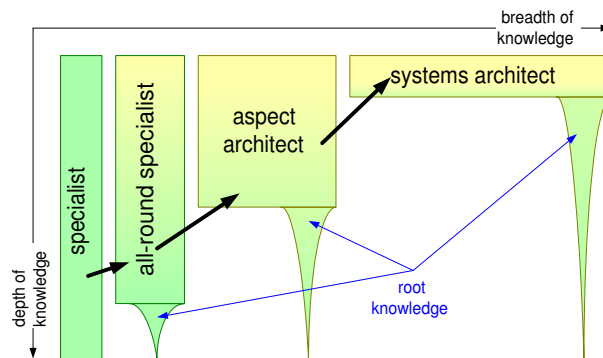 breadth of
knowledge
systems architect
aspect
architect
specialist
all-round specialist
depth of
knowledge
root
knowledge